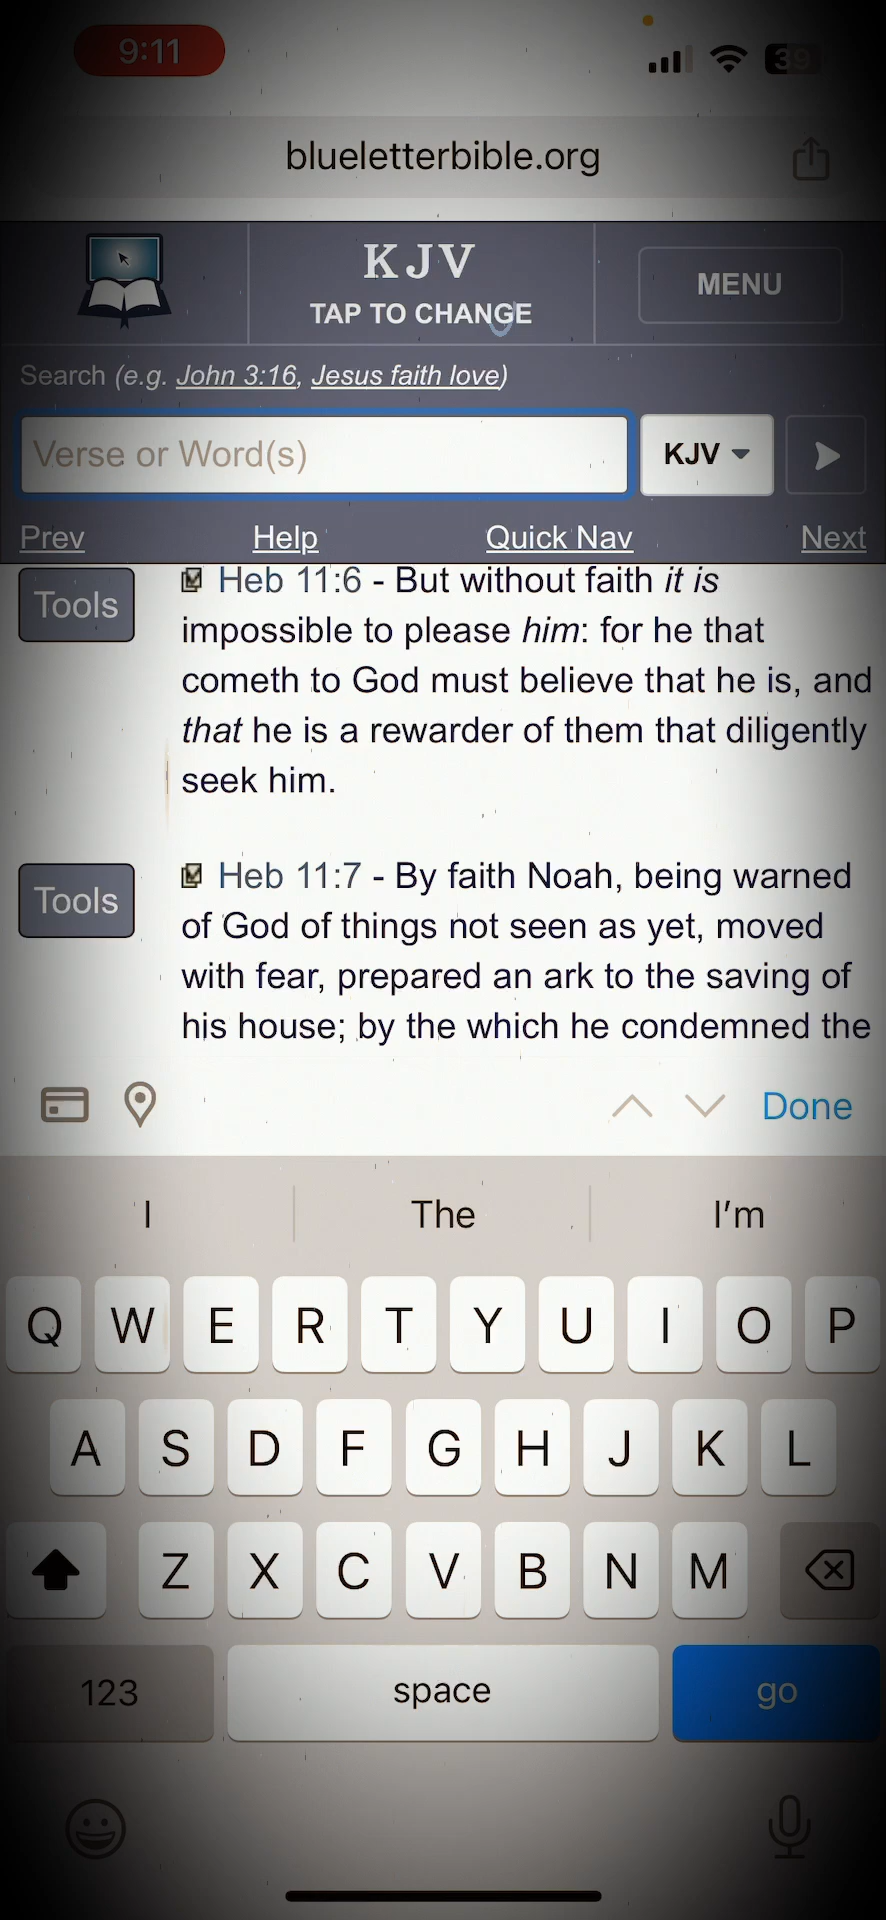 9:11
39
blueletterbible.org
KJV
TAP TO CHANGE
MENU
Search (e.g. John 3:16, Jesus faith love)
Verse or Word(s)
KJV
Prev Help Quick Nav Next
Tools
Heb 11:6 - But without faith it is
impossible to please him: for he that
cometh to God must believe that he is, and
that he is a rewarder of them that diligently
seek him.
Tools
Heb 11:7 - By faith Noah, being warned
of God of things not seen as yet, moved
with fear, prepared an ark to the saving of
his house; by the which he condemned the
Done
I The I'm
Q W E R T Y U I O P
A S D F G H J K L
Z X C V B N M
123 space go